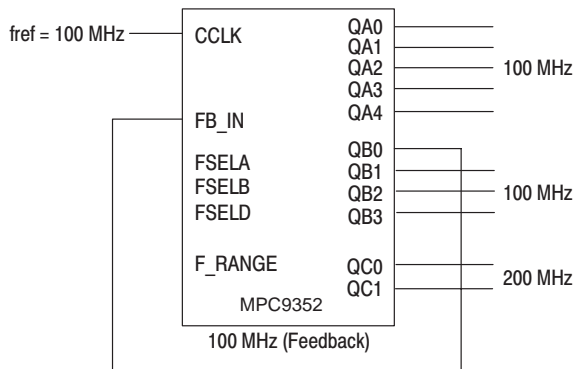 fref = 100 MHz
CCLK
FB_IN
FSELA
FSELB
FSELD
F_RANGE
MPC9352
QA0
QA1
QA2
QA3
QA4
100 MHz
QB0
QB1
QB2
QB3
100 MHz
QC0
QC1
200 MHz
100 MHz (Feedback)